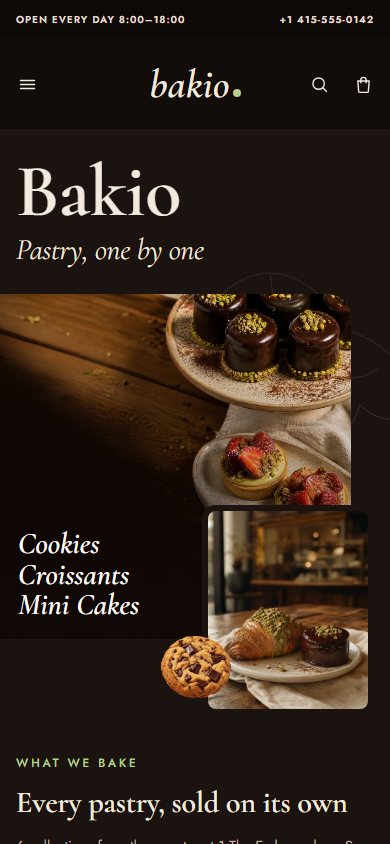 OPEN EVERY DAY 8:00–18:00
+1 415-555-0142
bakio.
Bakio
Pastry, one by one
Cookies
Croissants
Mini Cakes
WHAT WE BAKE
Every pastry, sold on its own